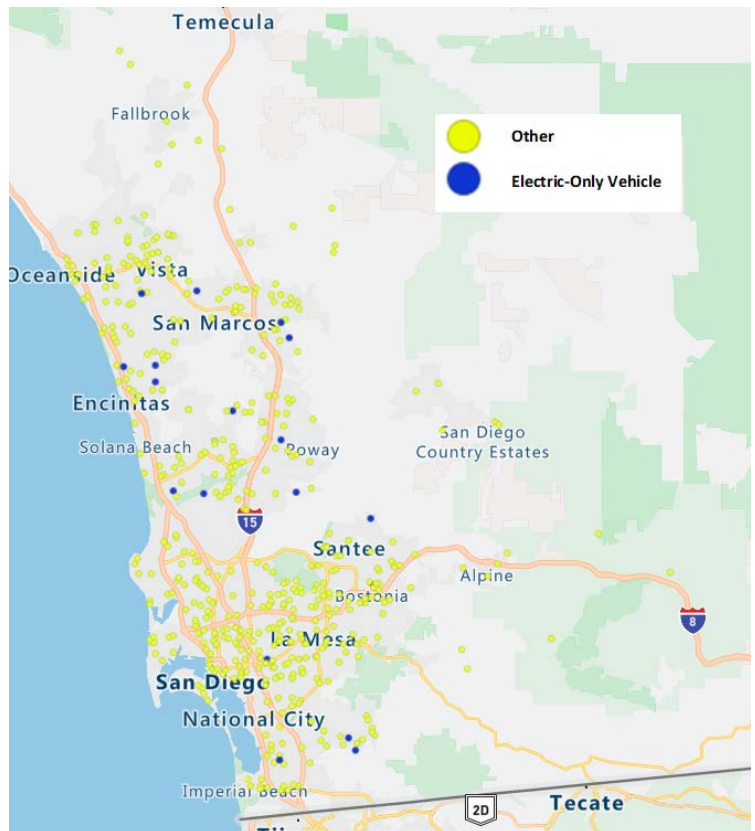 Temecula
Fallbrook
Other
Electric-Only Vehicle
Oceanside
Vista
San Marcos
Encinitas
Solana Beach
Poway
San Diego
Country Estates
15
Santee
Alpine
Bostonia
8
La Mesa
San Diego
National City
Imperial Beach
2D
Tecate